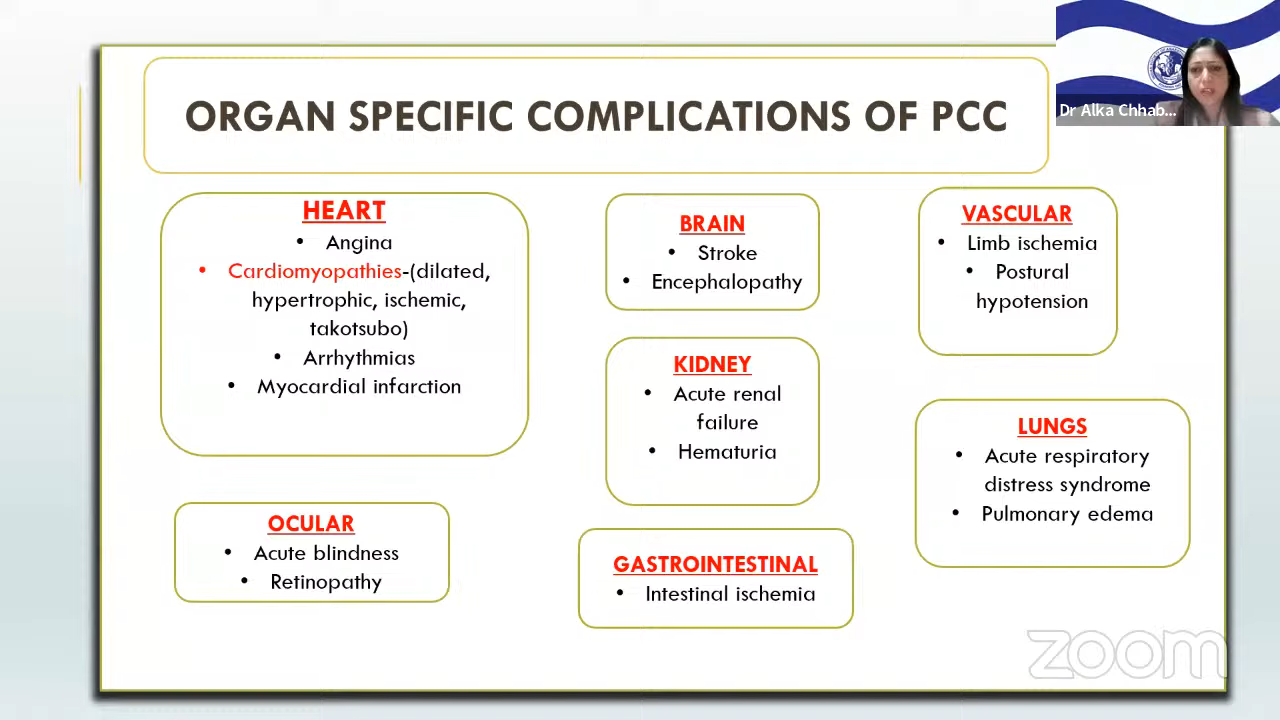 ORGAN SPECIFIC COMPLICATIONS OF PCC
Dr Alka Chhab...
HEART
• Angina
• Cardiomyopathies-(dilated,
hypertrophic, ischemic,
takotsubo)
• Arrhythmias
• Myocardial infarction
BRAIN
• Stroke
• Encephalopathy
VASCULAR
• Limb ischemia
• Postural
hypotension
KIDNEY
• Acute renal
failure
• Hematuria
LUNGS
• Acute respiratory
distress syndrome
• Pulmonary edema
OCULAR
• Acute blindness
• Retinopathy
GASTROINTESTINAL
• Intestinal ischemia
zoom